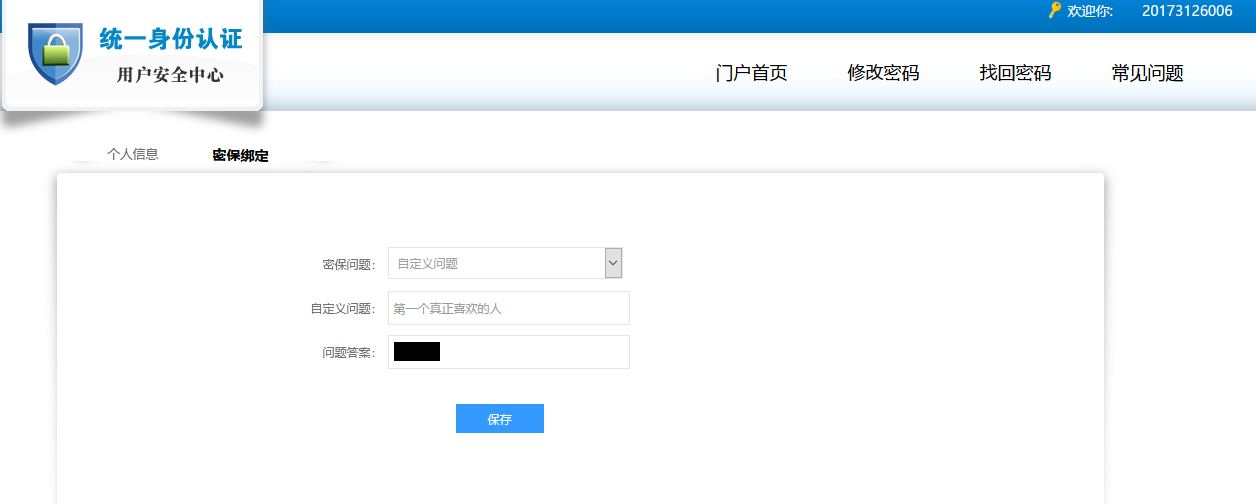 欢迎你: 20173126006
统一身份认证
用户安全中心
门户首页 修改密码 找回密码 常见问题
个人信息 密保绑定
密保问题: 自定义问题
自定义问题: 第一个真正喜欢的人
问题答案:
保存